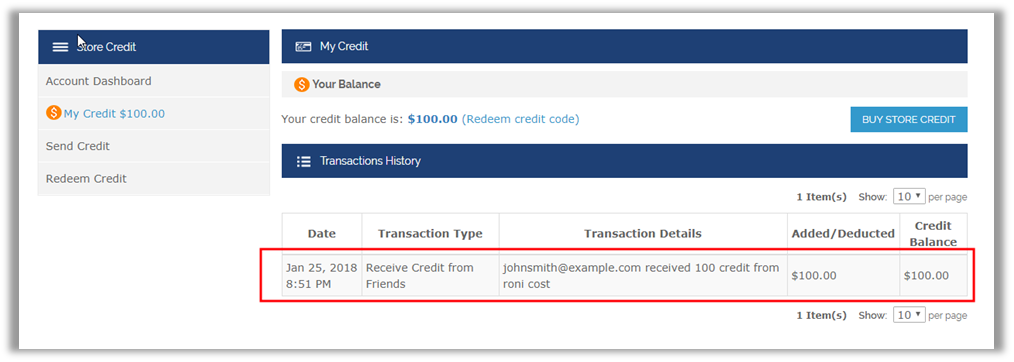 Store Credit
Account Dashboard
My Credit $100.00
Send Credit
Redeem Credit
My Credit
Your Balance
Your credit balance is: $100.00 (Redeem credit code)
BUY STORE CREDIT
Transactions History
1 Item(s) Show: 10 per page
Date Transaction Type Transaction Details Added/Deducted Credit
Balance
Jan 25, 2018 Receive Credit from johnsmith@example.com received 100 credit from $100.00 $100.00
8:51 PM Friends roni cost
1 Item(s) Show: 10 per page